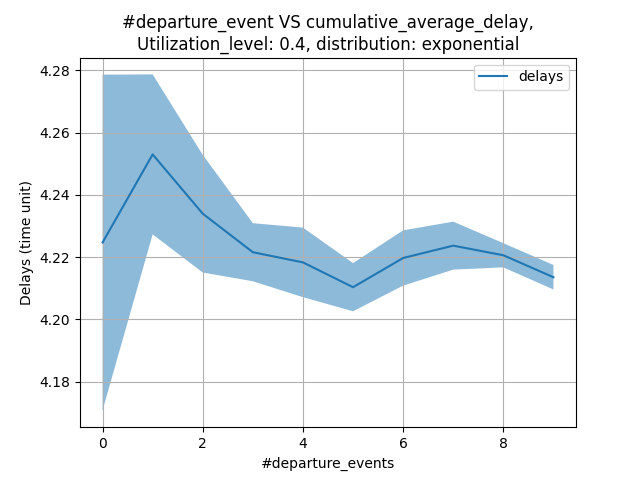 #departure_event VS cumulative_average_delay,
Utilization_level: 0.4, distribution: exponential
delays
4.28
4.26
4.24
4.22
4.20
4.18
Delays (time unit)
0 2 4 6 8
#departure_events